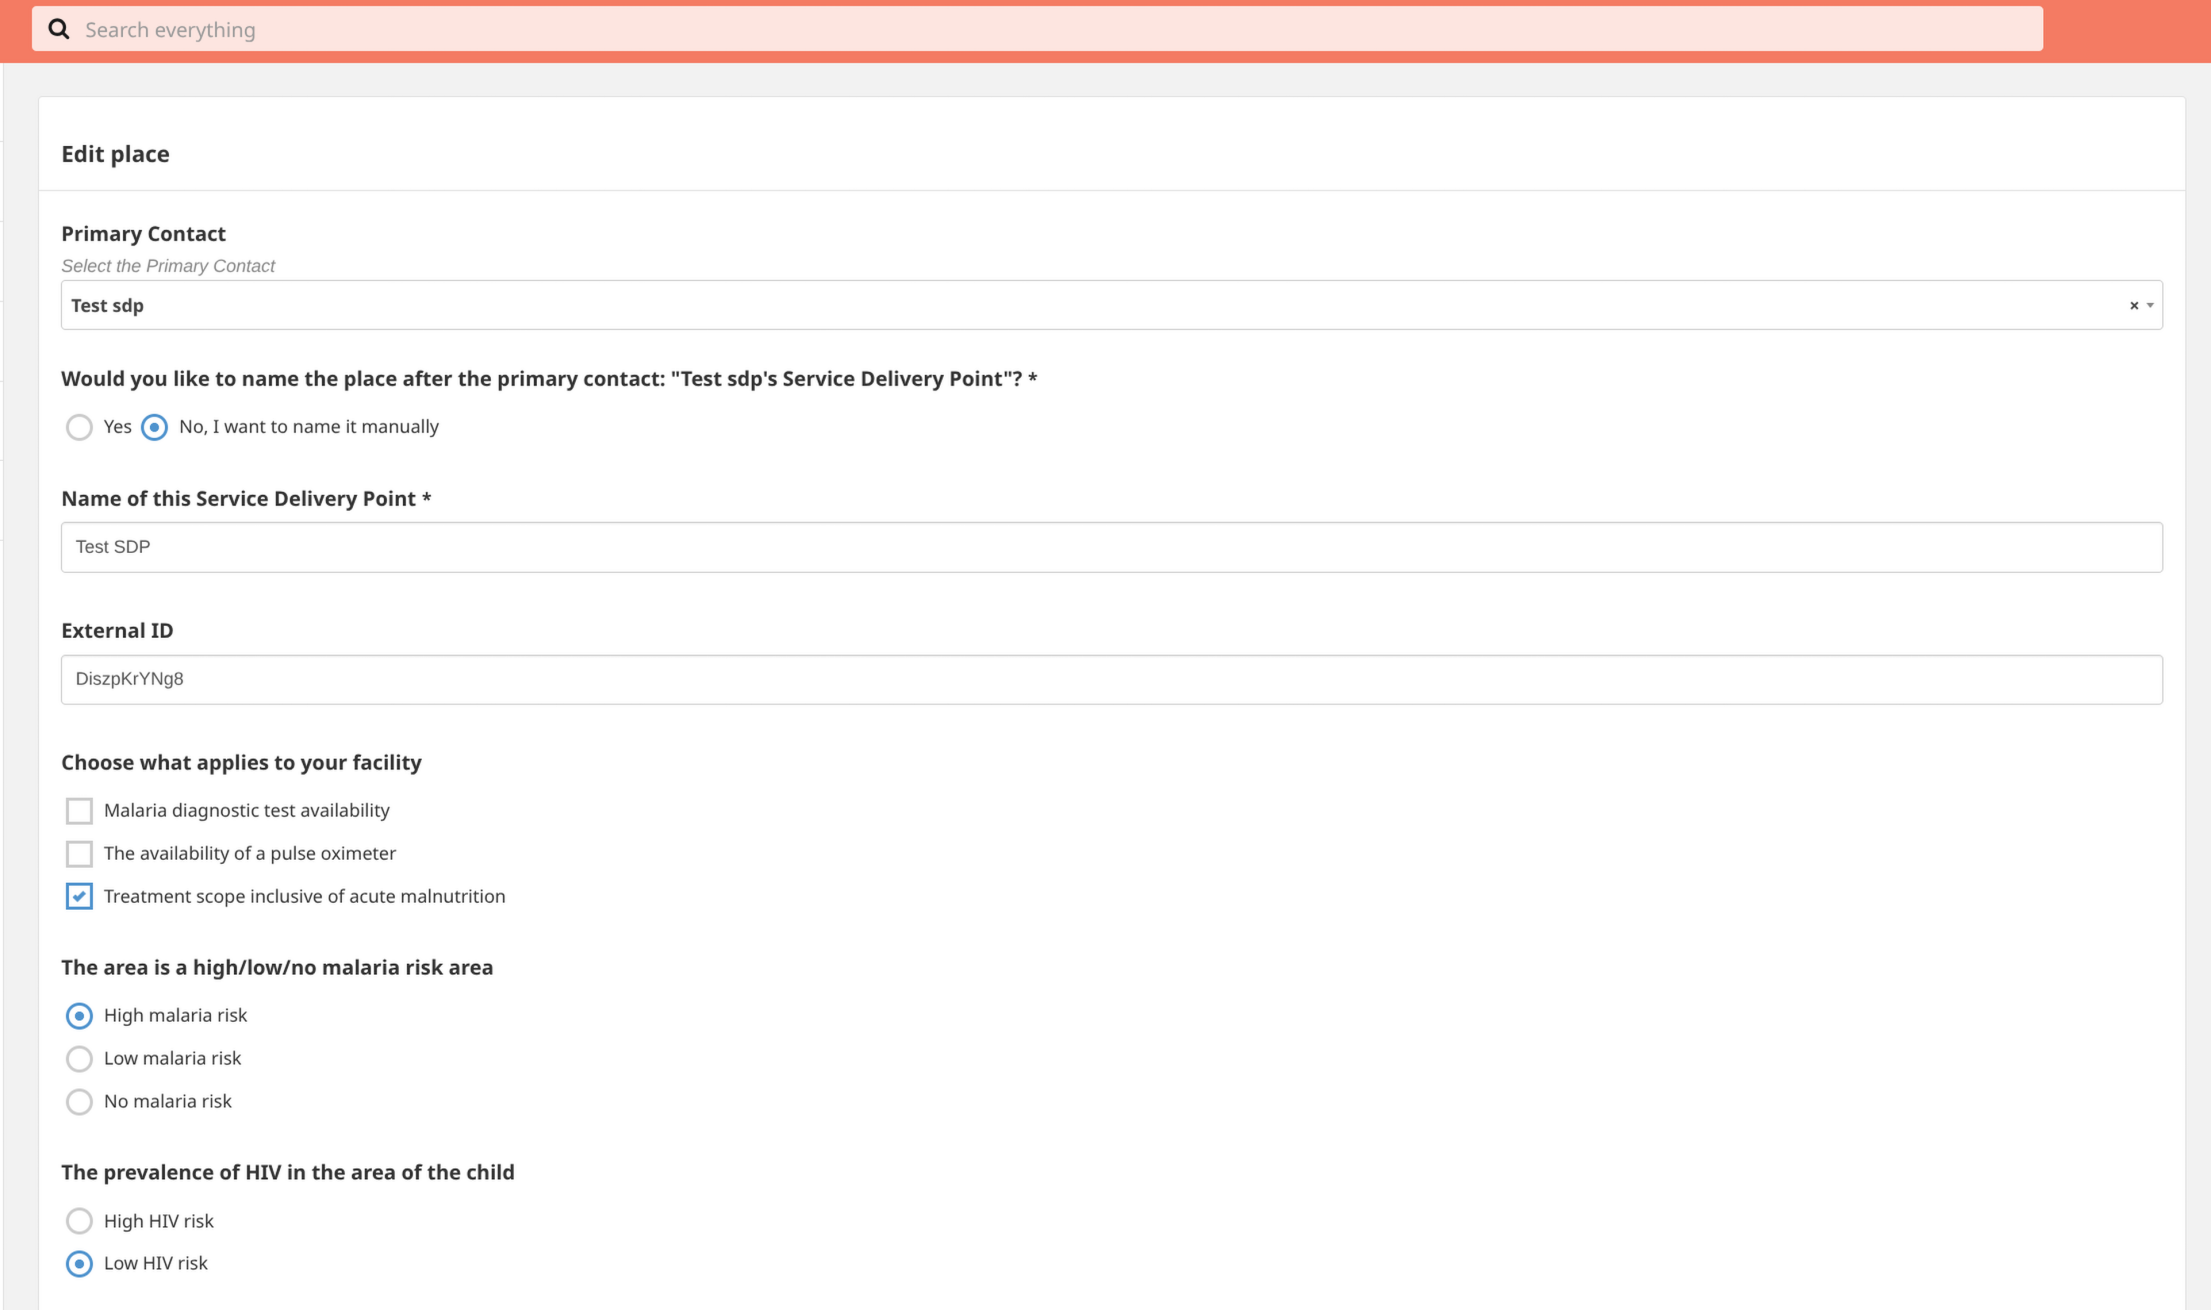 Search everything
Edit place
Primary Contact
Select the Primary Contact
Test sdp × 
Would you like to name the place after the primary contact: "Test sdp's Service Delivery Point"? *
Yes No, I want to name it manually
Name of this Service Delivery Point *
Test SDP
External ID
DiszpKrYNg8
Choose what applies to your facility
Malaria diagnostic test availability
The availability of a pulse oximeter
Treatment scope inclusive of acute malnutrition
The area is a high/low/no malaria risk area
High malaria risk
Low malaria risk
No malaria risk
The prevalence of HIV in the area of the child
High HIV risk
Low HIV risk